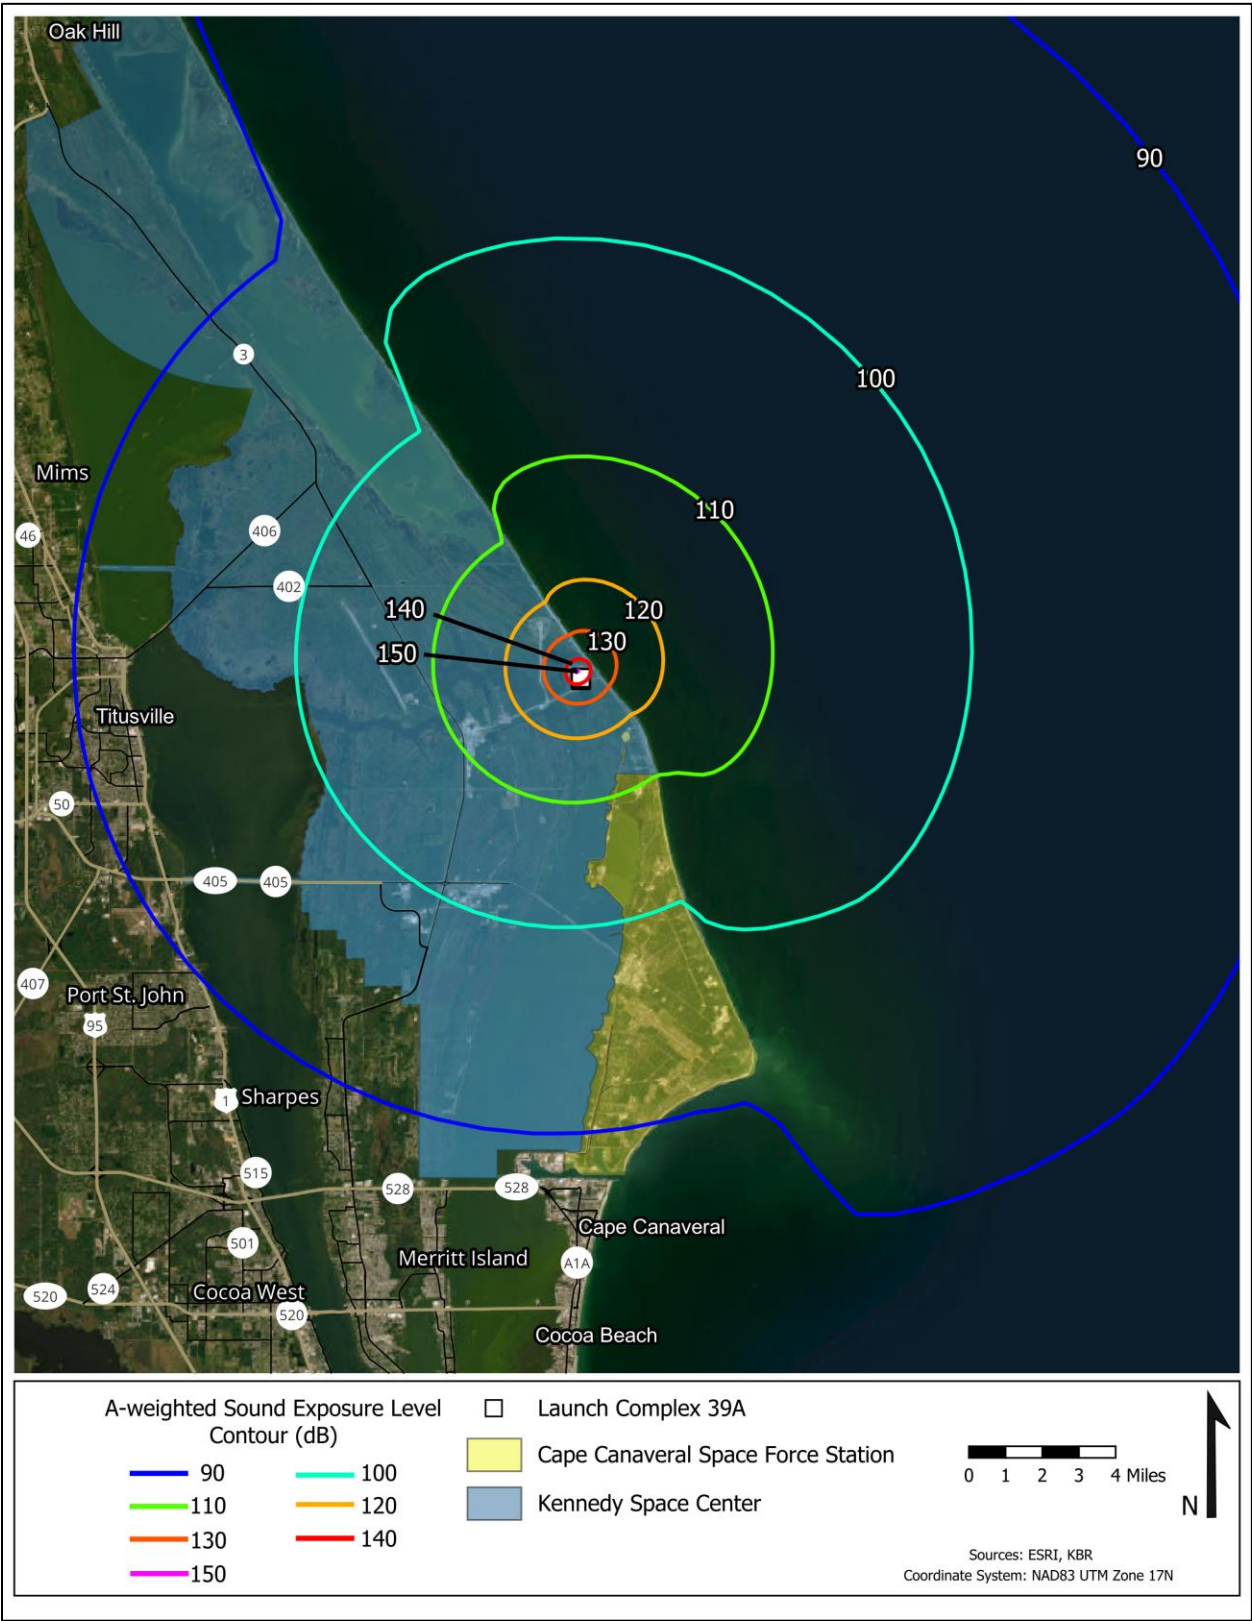 Oak Hill
90
3
100
Mims
110
46
406
402
140
120
130
150
Titusville
50
405
405
407
Port St. John
95
1
Sharpes
515
528
528
Cape Canaveral
501
Merritt Island
A1A
524
520
Cocoa West
520
Cocoa Beach
A-weighted Sound Exposure Level
Contour (dB)
90
100
110
120
130
140
150
Launch Complex 39A
Cape Canaveral Space Force Station
Kennedy Space Center
0 1 2 3 4 Miles
N
Sources: ESRI, KBR
Coordinate System: NAD83 UTM Zone 17N